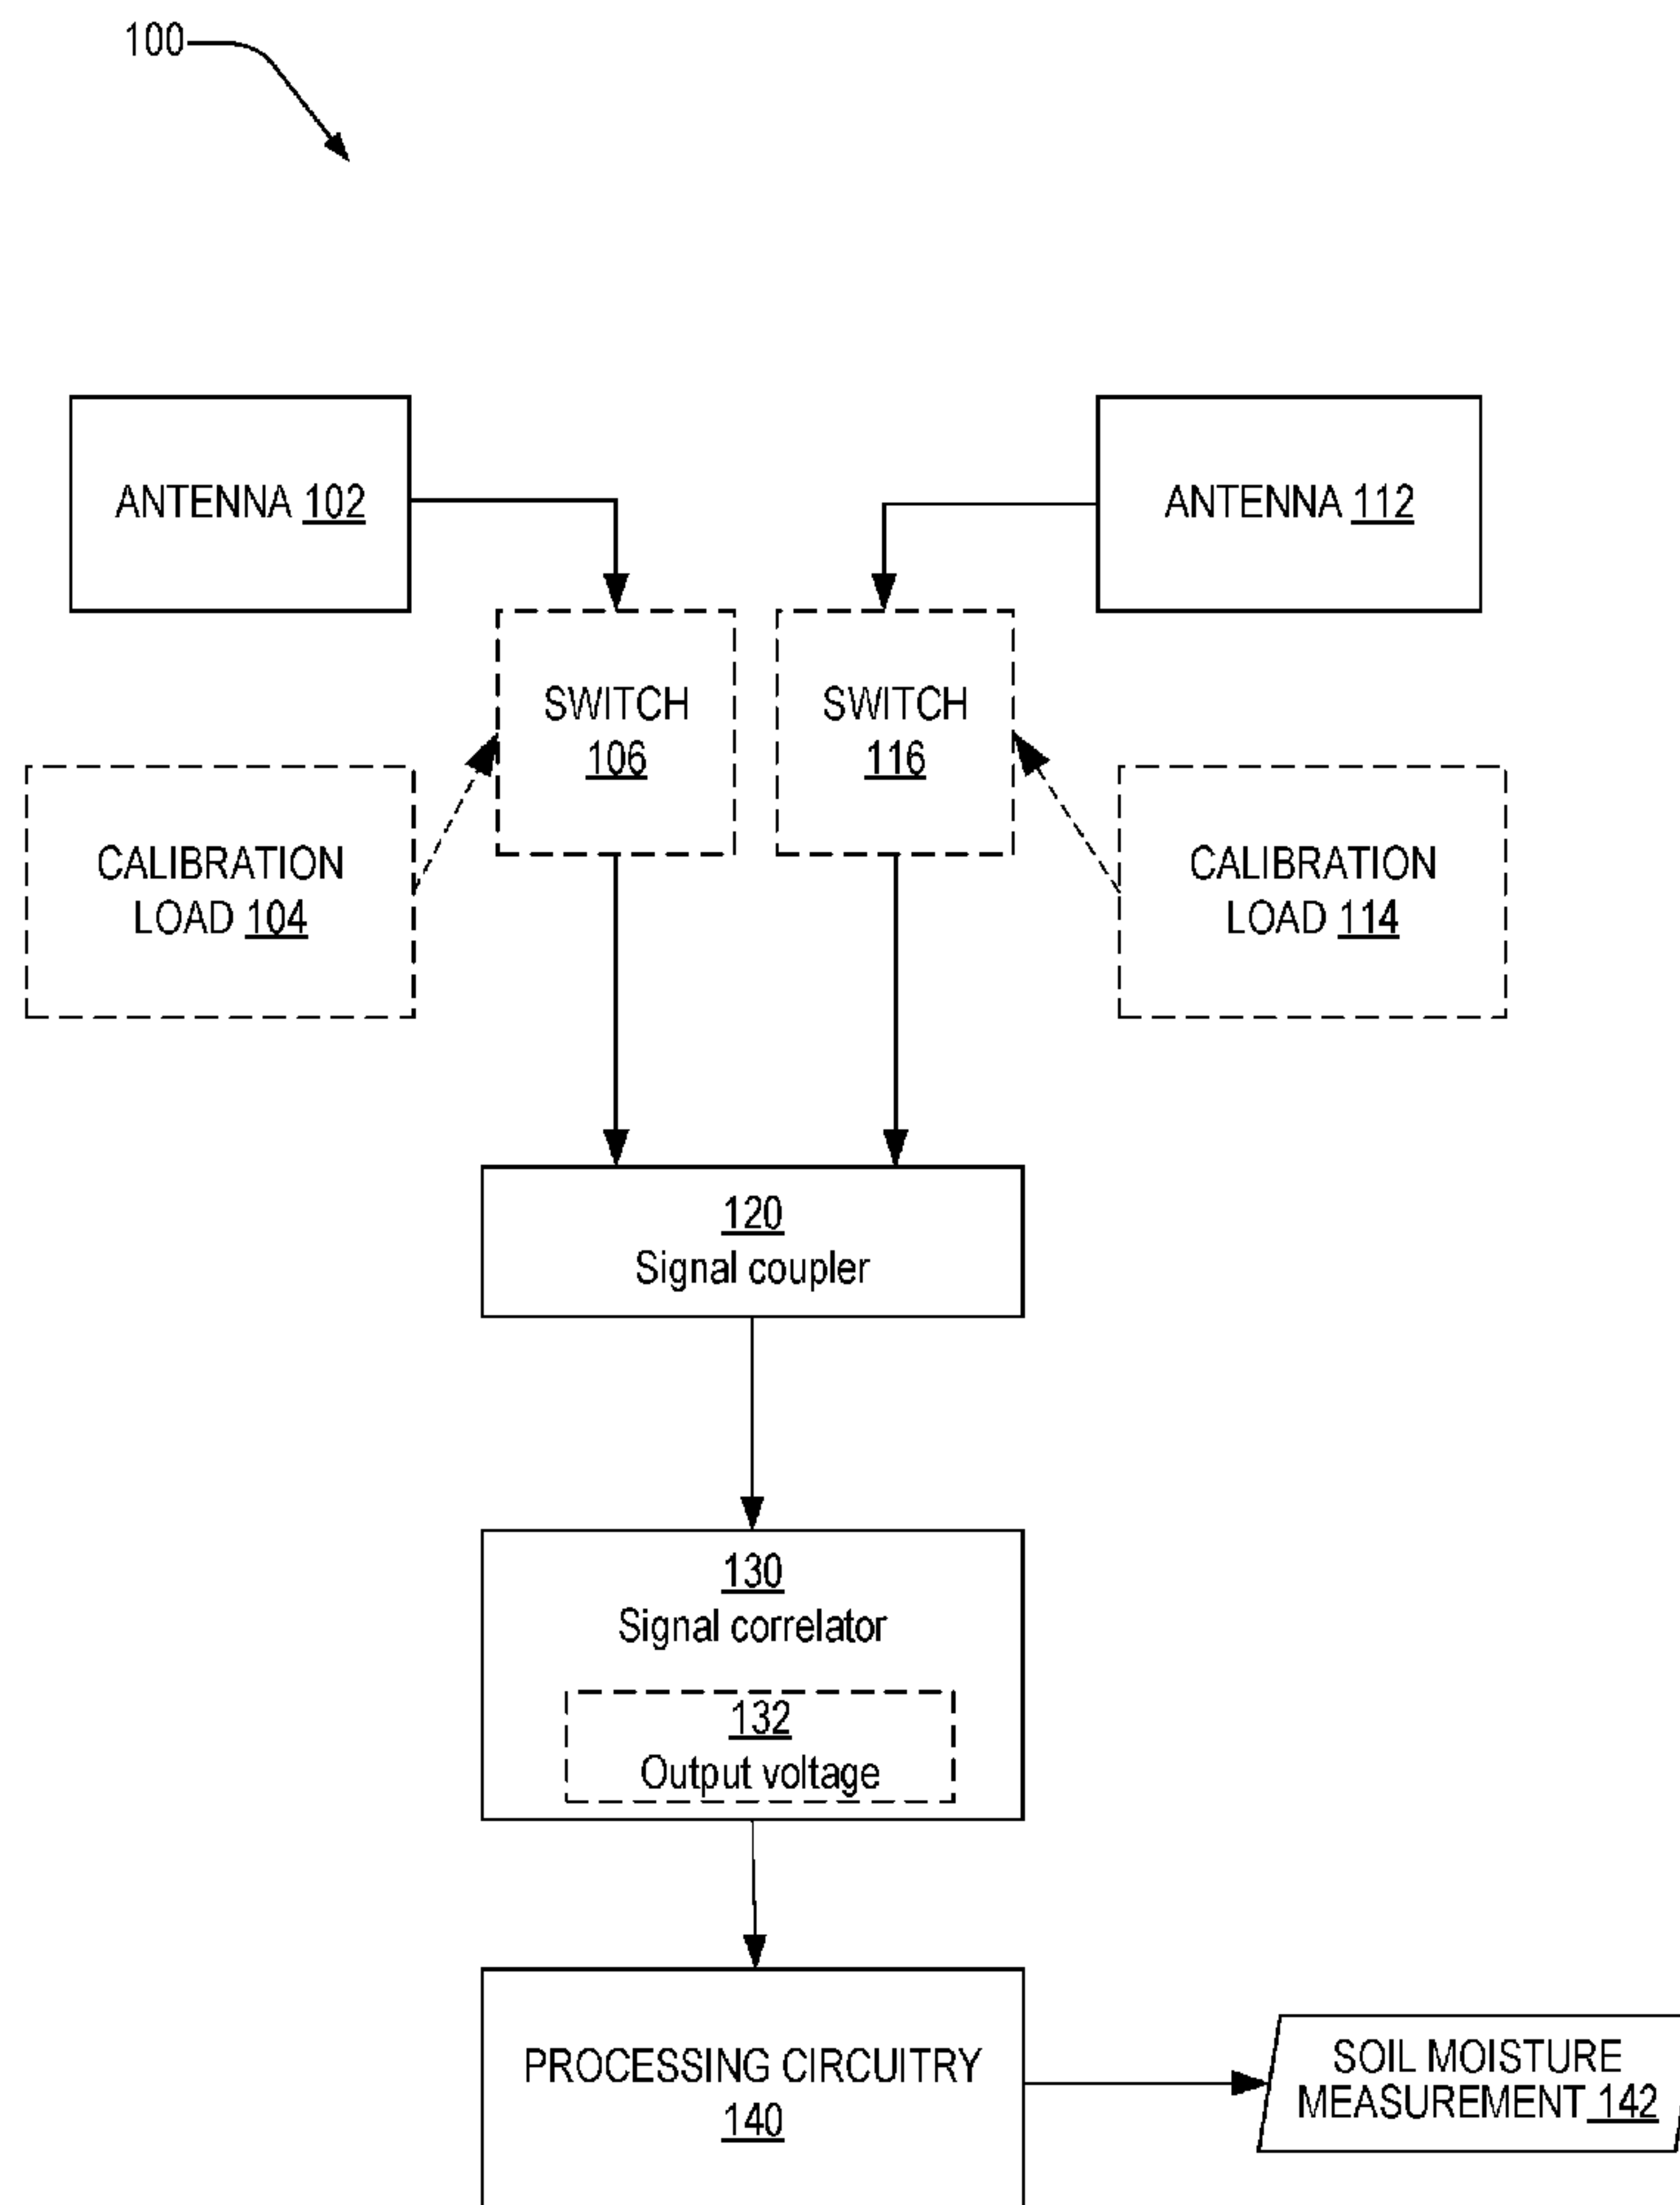 100
ANTENNA 102
ANTENNA 112
SWITCH
106
SWITCH
116
CALIBRATION
LOAD 104
CALIBRATION
LOAD 114
120
Signal coupler
130
Signal correlator
132
Output voltage
PROCESSING CIRCUITRY
140
SOIL MOISTURE
MEASUREMENT 142